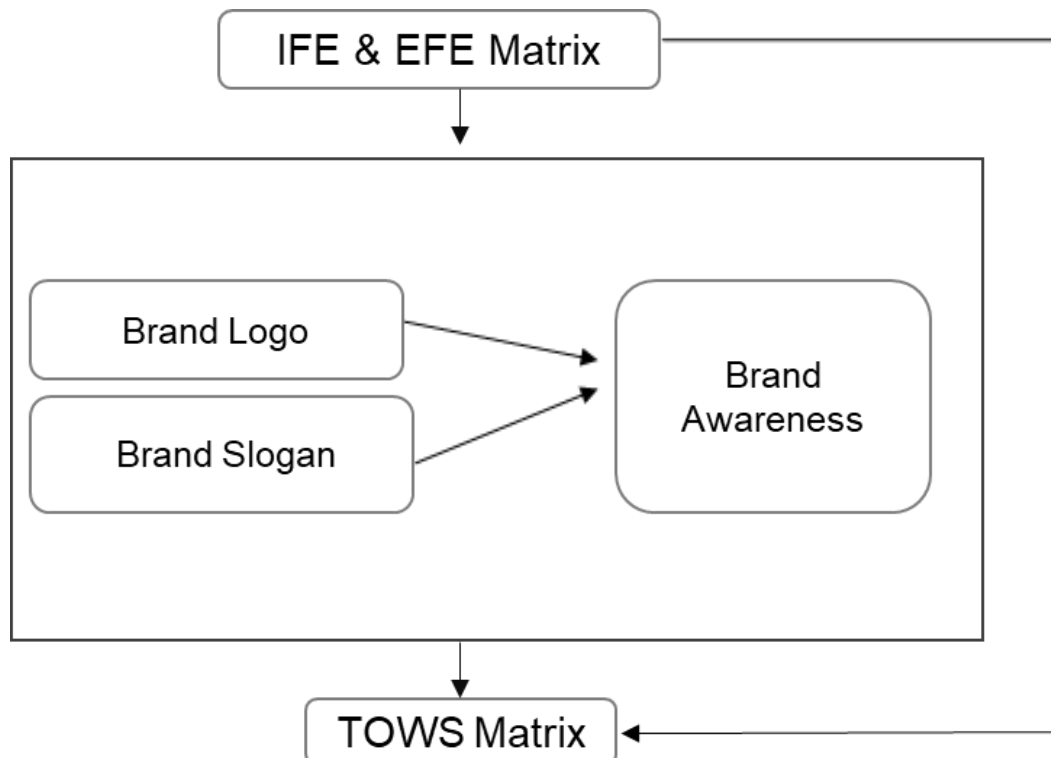 IFE & EFE Matrix
Brand Logo
Brand Slogan
Brand
Awareness
TOWS Matrix